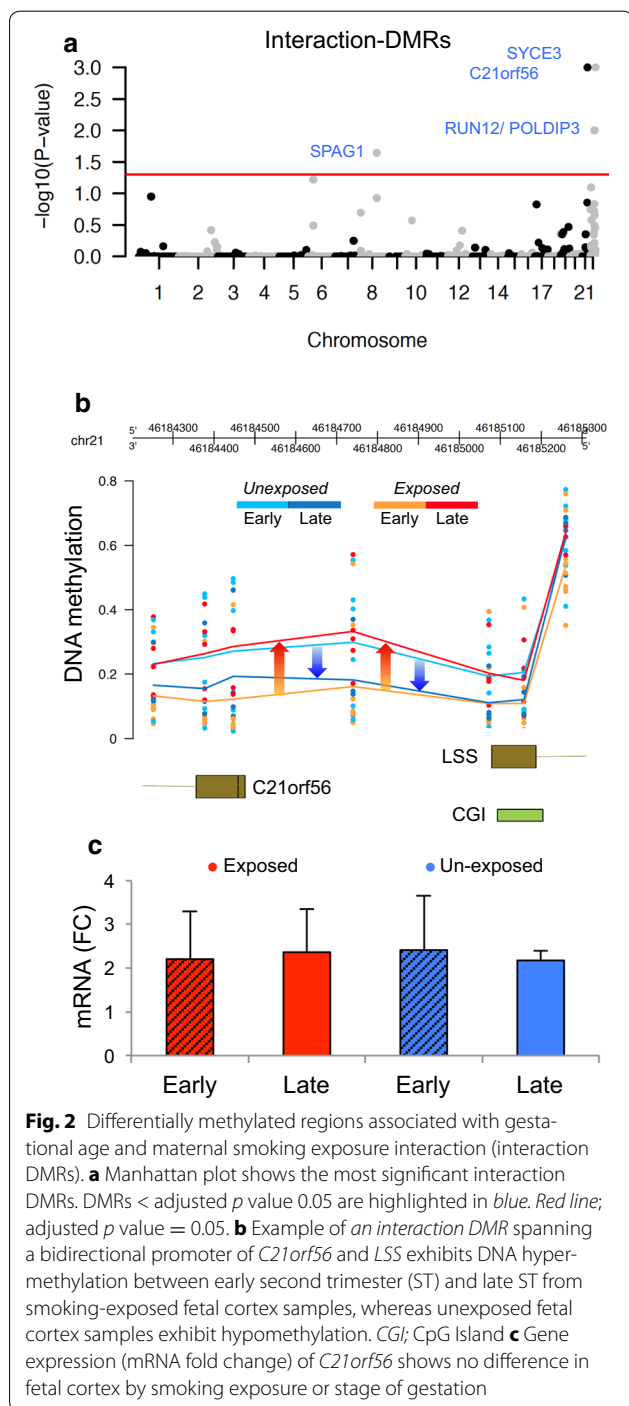 a
Interaction-DMRs
SYCE3
C21orf56
RUN12/ POLDIP3
SPAG1
3.0
2.5
2.0
1.5
1.0
0.5
0.0
−log10(P−value)
1 2 3 4 5 6 8 10 12 14 17 21
Chromosome
b
46184300 46184500 46184700 46184900 46185100 46185300
5'
3'
chr21
5'
46184400 46184600 46184800 46185000 46185200
0.8
0.6
0.4
0.2
0
DNA methylation
Unexposed Exposed
Early Late Early Late
LSS
C21orf56
CGI
c
Exposed Un-exposed
4
3
2
1
0
mRNA (FC)
Early Late Early Late
Fig. 2 Differentially methylated regions associated with gesta-
tional age and maternal smoking exposure interaction (interaction
DMRs). a Manhattan plot shows the most significant interaction
DMRs. DMRs < adjusted p value 0.05 are highlighted in blue. Red line;
adjusted p value = 0.05. b Example of an interaction DMR spanning
a bidirectional promoter of C21orf56 and LSS exhibits DNA hyper-
methylation between early second trimester (ST) and late ST from
smoking-exposed fetal cortex samples, whereas unexposed fetal
cortex samples exhibit hypomethylation. CGI; CpG Island c Gene
expression (mRNA fold change) of C21orf56 shows no difference in
fetal cortex by smoking exposure or stage of gestation